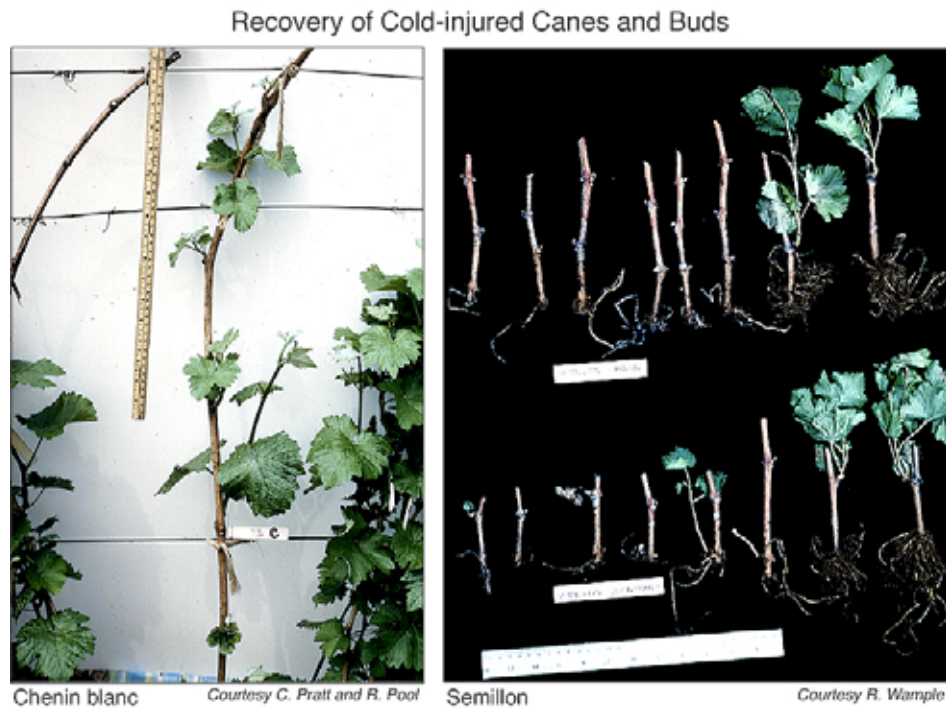 Recovery of Cold-injured Canes and Buds
C
Chenin blanc
Courtesy C. Pratt and R. Pool
Semillon
Courtesy R. Wample